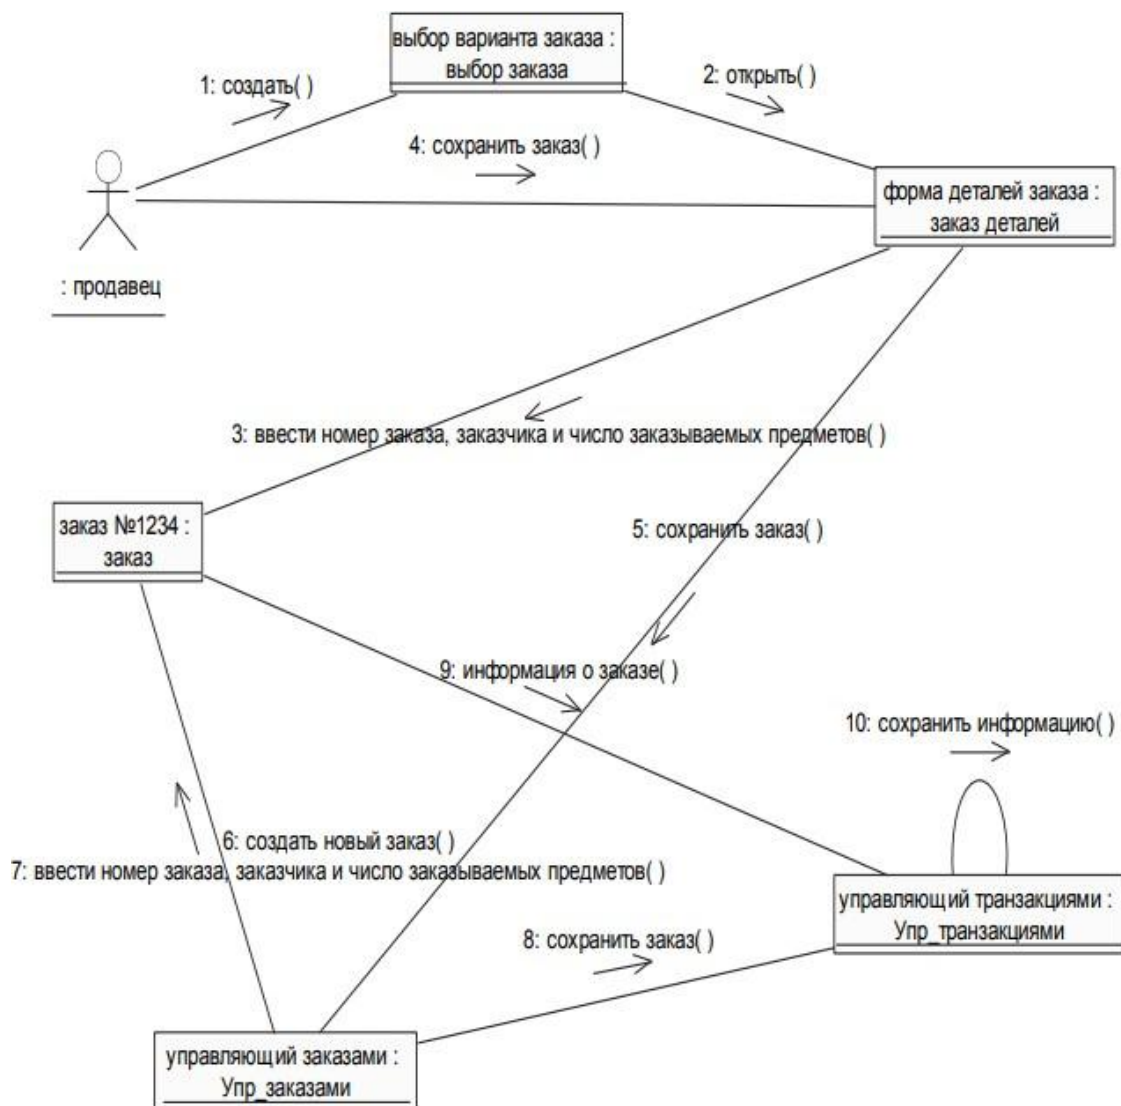 выбор варианта заказа :
выбор заказа
1: создать( )
2: открыть( )
4: сохранить заказ( )
форма деталей заказа :
заказ деталей
: продавец
3: ввести номер заказа, заказчика и число заказываемых предметов( )
заказ №1234 :
заказ
5: сохранить заказ( )
9: информация о заказе( )
10: сохранить информацию( )
6: создать новый заказ( )
7: ввести номер заказа, заказчика и число заказываемых предметов( )
управляющий транзакциями :
Упр_транзакциями
8: сохранить заказ( )
управляющий заказами :
Упр_заказами